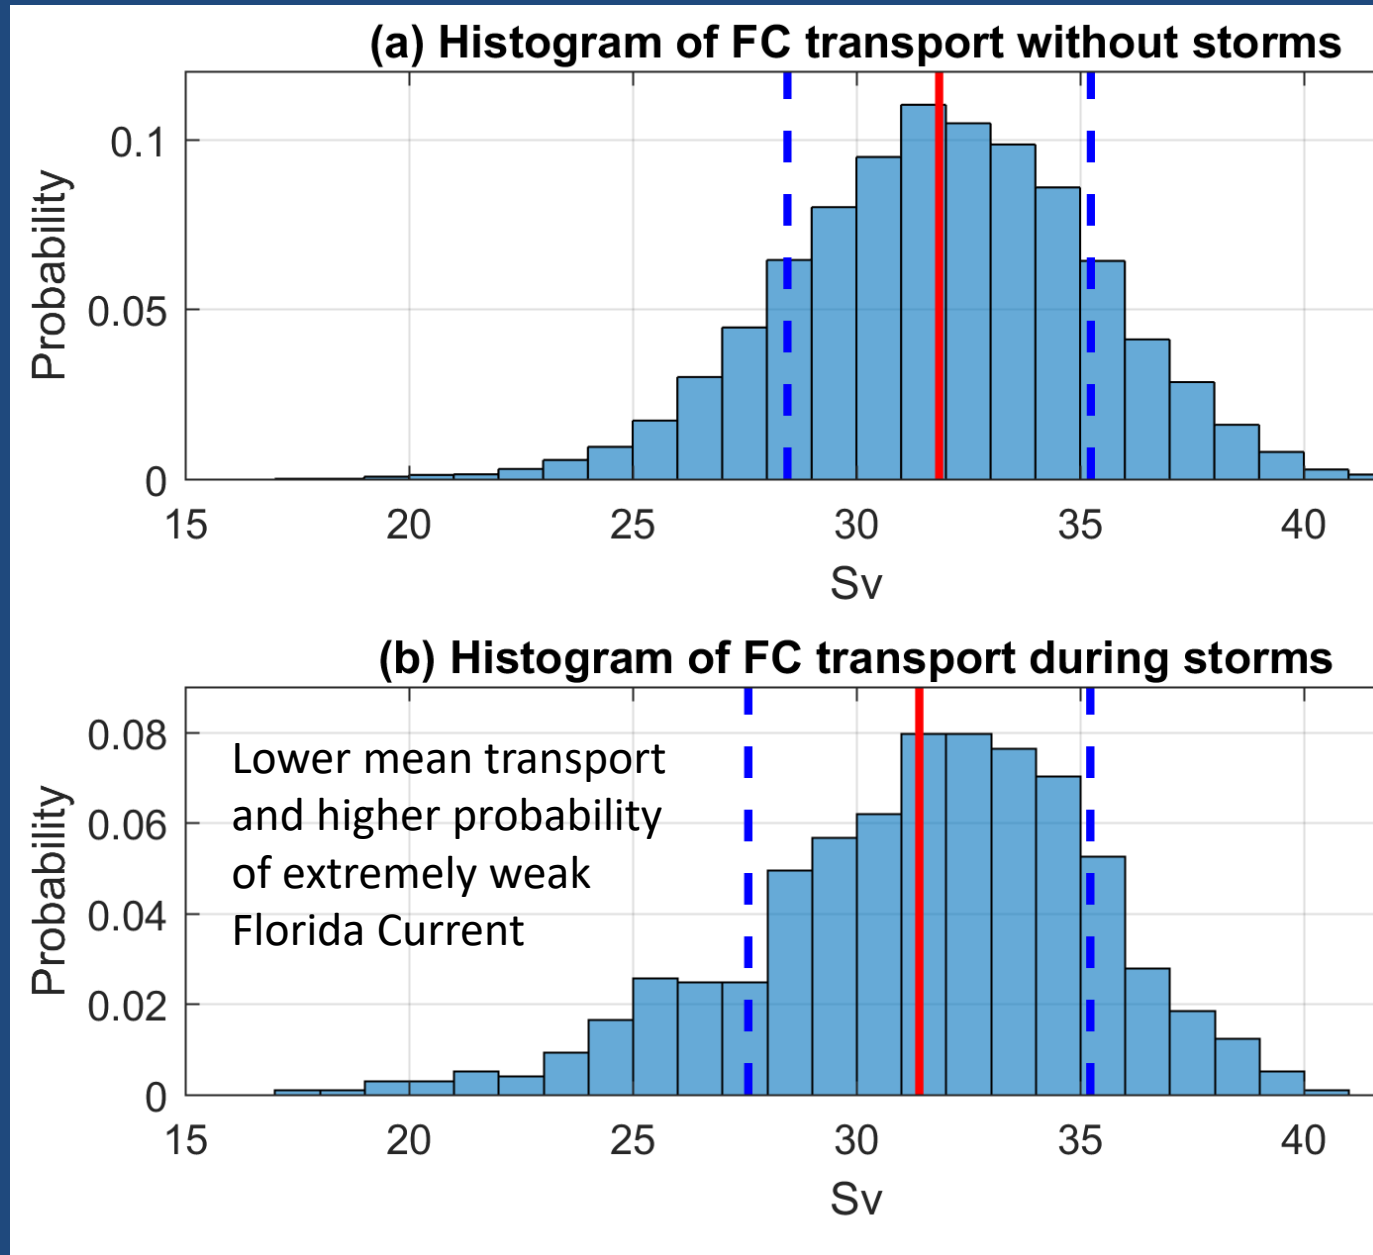 (a) Histogram of FC transport without storms
0.1
0.05
0
Probability
15 20 25 30 35 40
Sv
(b) Histogram of FC transport during storms
0.08
0.06
0.04
0.02
0
Probability
Lower mean transport
and higher probability
of extremely weak
Florida Current
15 20 25 30 35 40
Sv